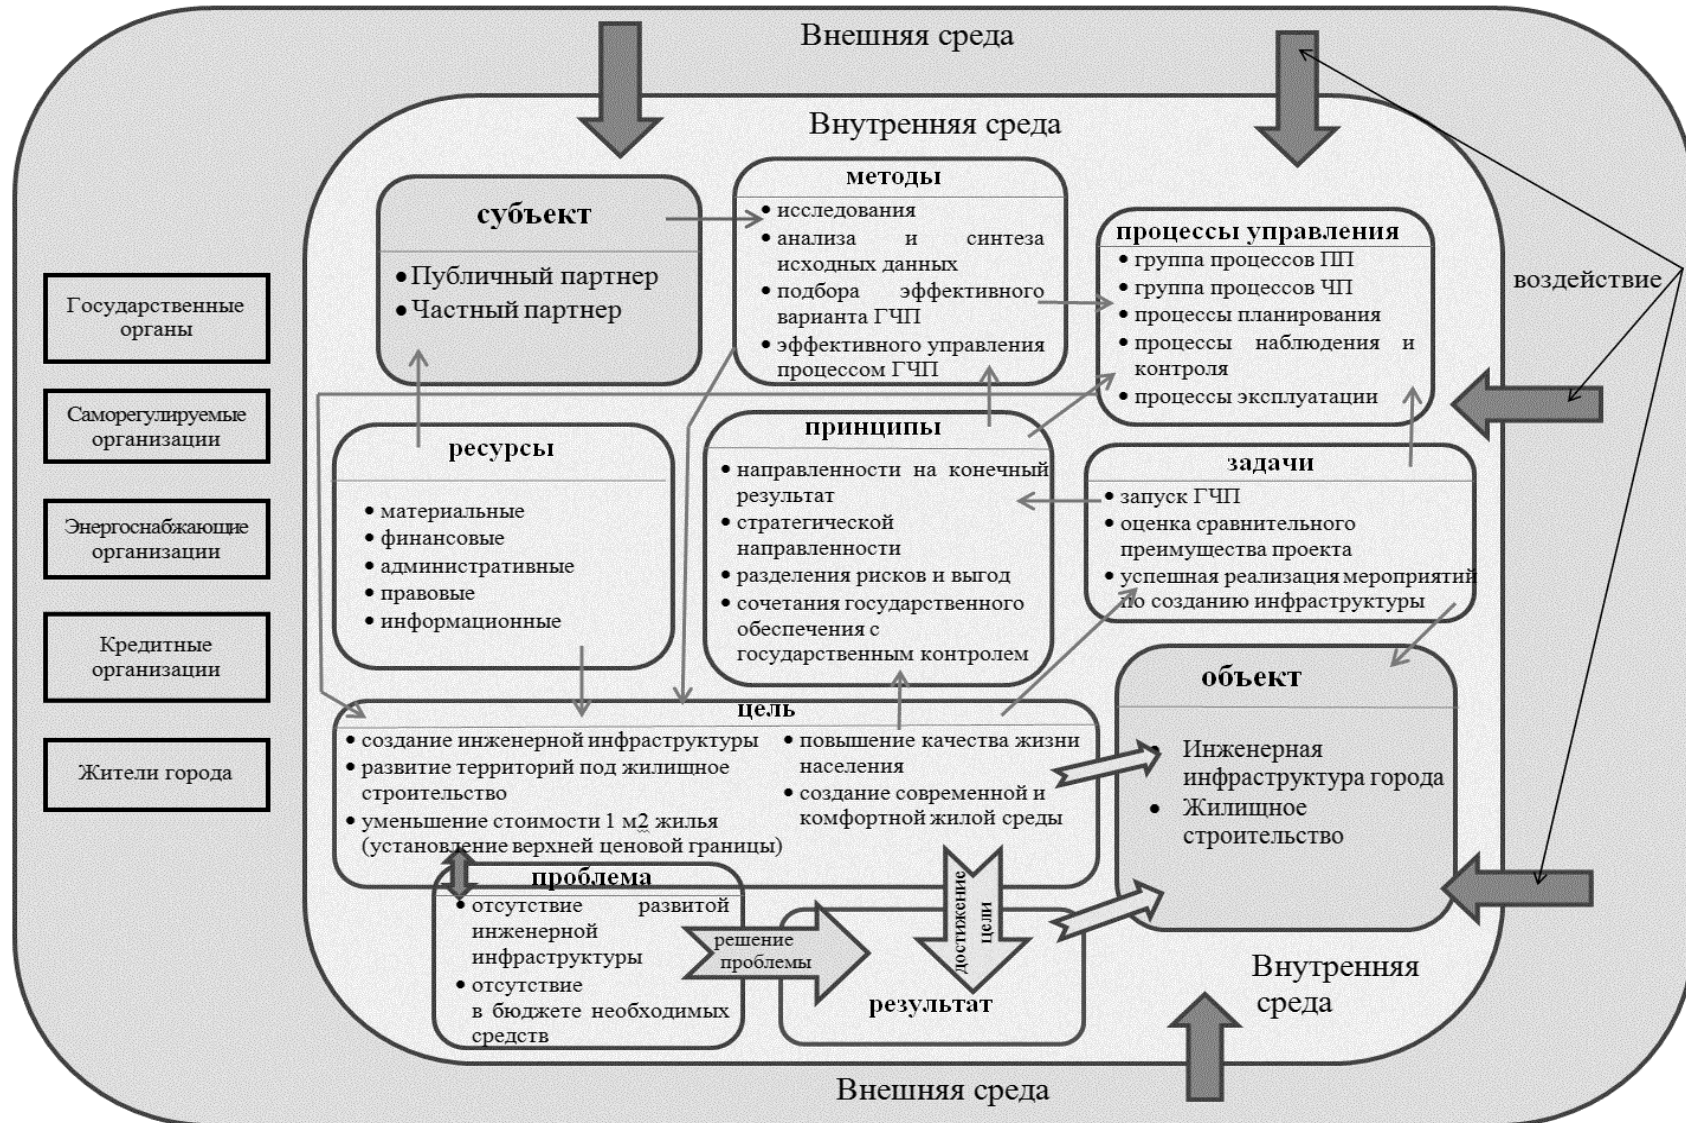 Внешняя среда
Внутренняя среда
Государственные
органы
Саморегулируемые
организации
Энергоснабжающие
организации
Кредитные
организации
Жители города
субъект
• Публичный партнер
• Частный партнер
методы
• исследования
• анализа и синтеза
исходных данных
• подбора эффективного
варианта ГЧП
• эффективного управления
процессом ГЧП
процессы управления
• группа процессов ПП
• группа процессов ЧП
• процессы планирования
• процессы наблюдения и
контроля
• процессы эксплуатации
воздействие
ресурсы
• материальные
• финансовые
• административные
• правовые
• информационные
принципы
• направленности на конечный
результат
• стратегической
направленности
• разделения рисков и выгод
• сочетания государственного
обеспечения с
государственным контролем
задачи
• запуск ГЧП
• оценка сравнительного
преимущества проекта
• успешная реализация мероприятий
по созданию инфраструктуры
цель
• создание инженерной инфраструктуры
• развитие территорий под жилищное
строительство
• уменьшение стоимости 1 м2 жилья
(установление верхней ценовой границы)
• повышение качества жизни
населения
• создание современной и
комфортной жилой среды
объект
• Инженерная
инфраструктура города
• Жилищное
строительство
проблема
• отсутствие развитой
инженерной
инфраструктуры
• отсутствие
в бюджете необходимых
средств
решение
проблемы
достижение
цели
результат
Внутренняя
среда
Внешняя среда